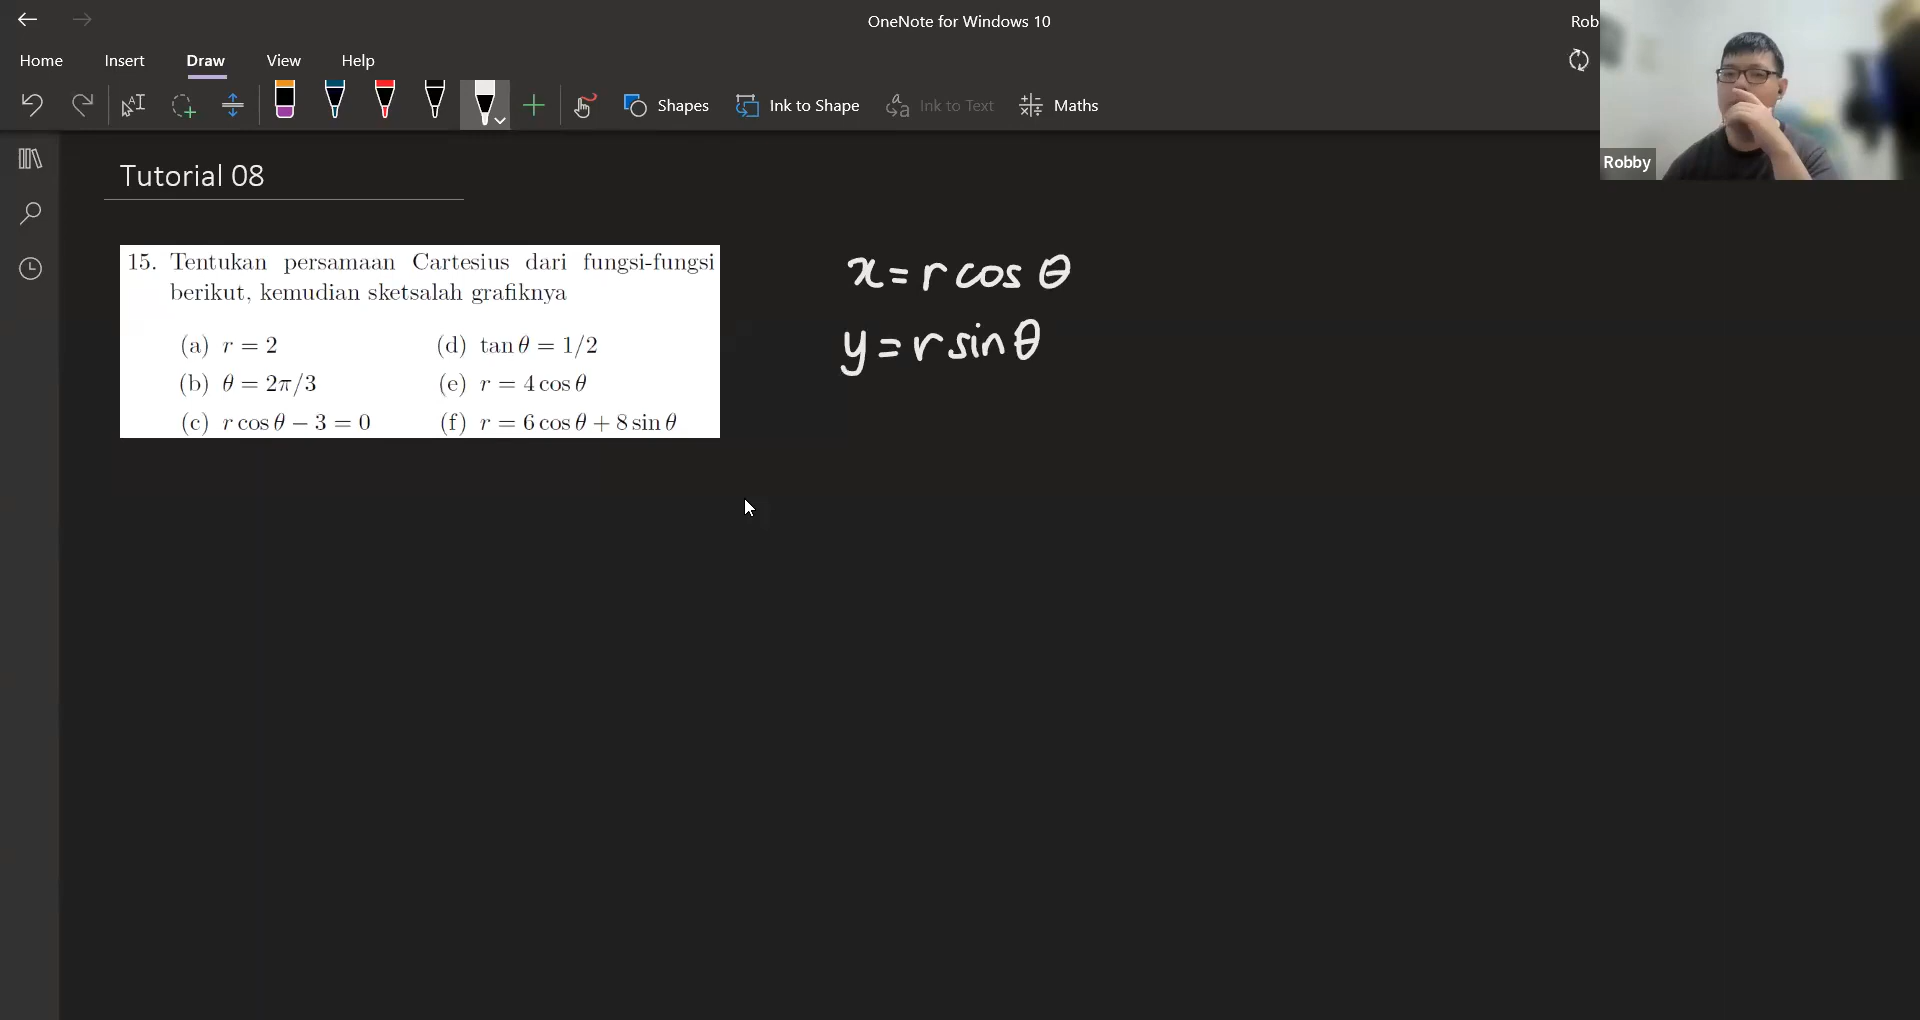 OneNote for Windows 10
Rob
Home Insert Draw View Help
Shapes Ink to Shape Ink to Text Maths
Robby
Tutorial 08
15. Tentukan persamaan Cartesius dari fungsi-fungsi
berikut, kemudian sketsalah grafiknya
(a) r = 2 (d) tan θ = 1/2
(b) θ = 2π/3 (e) r = 4 cos θ
(c) r cos θ − 3 = 0 (f) r = 6 cos θ + 8 sin θ
x = r cos θ
y = r sin θ